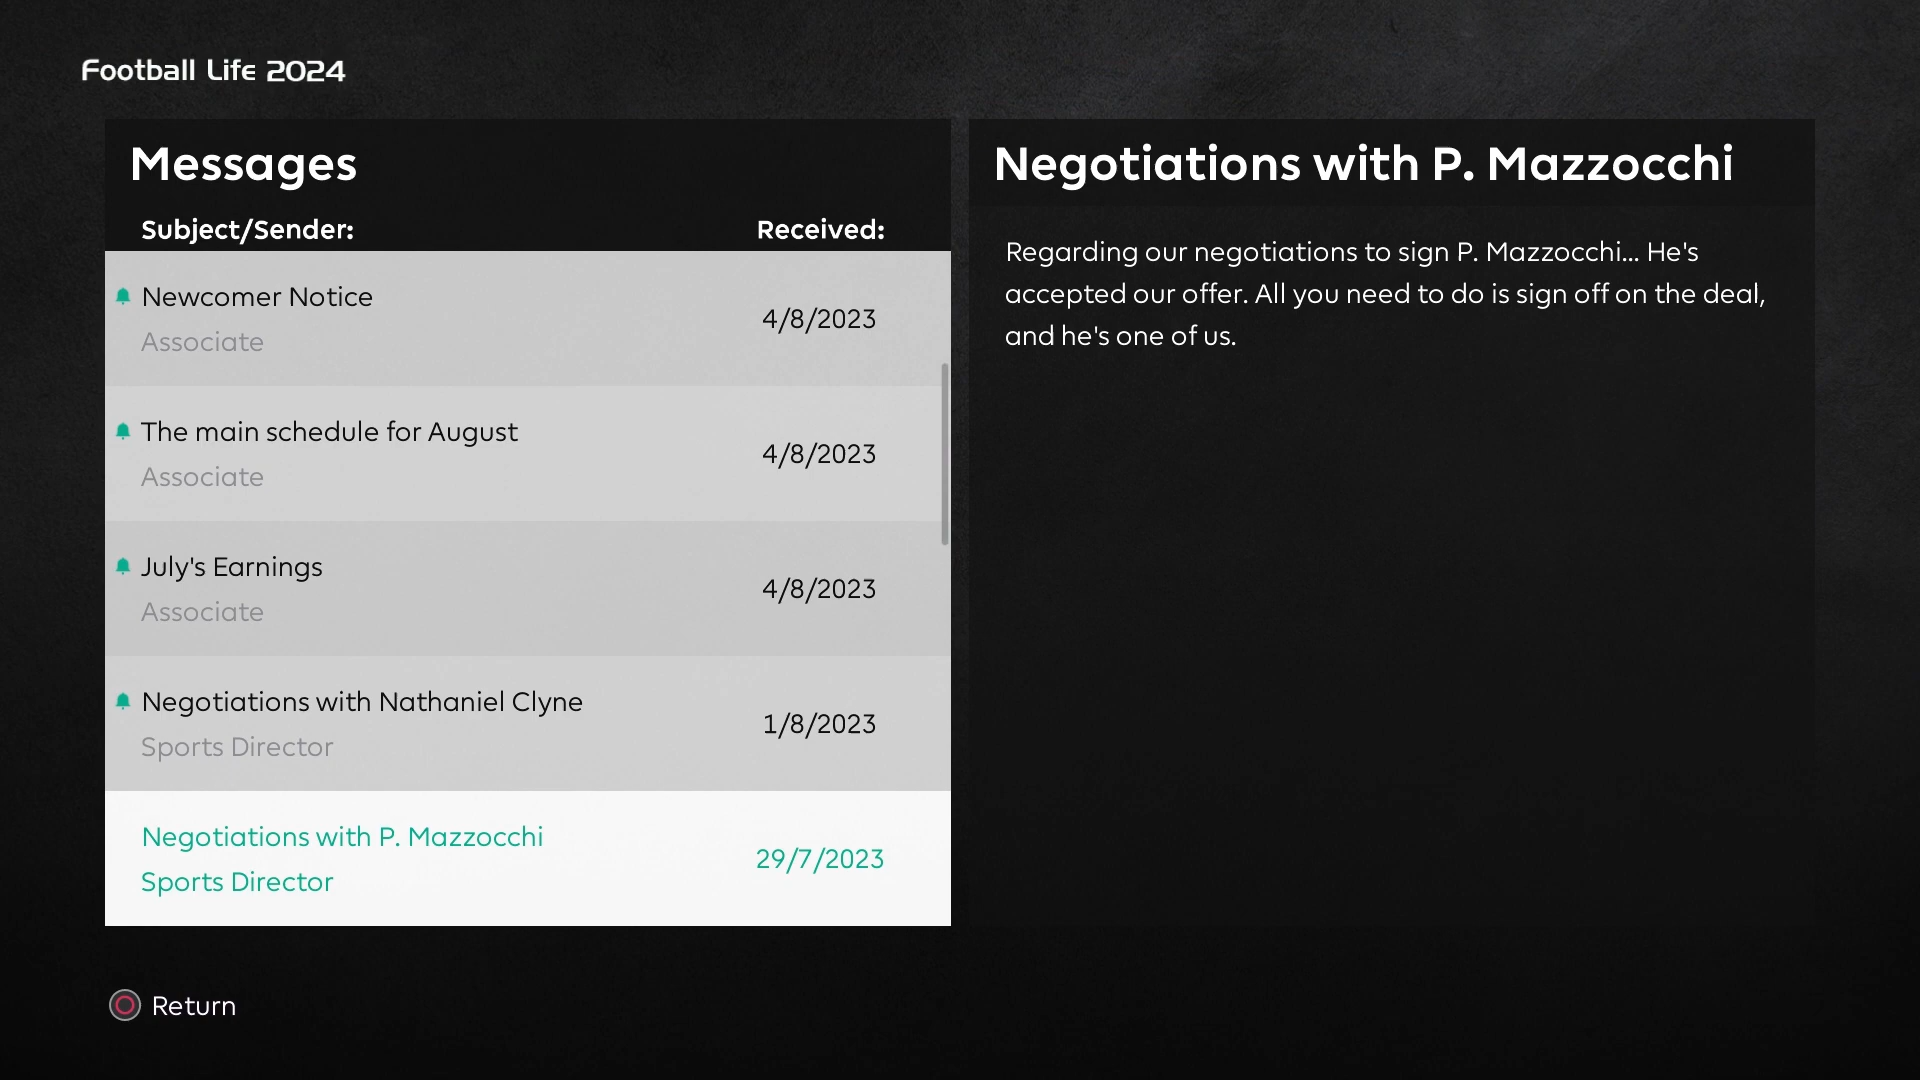 Football Life 2024
Messages
Subject/Sender: Received:
Newcomer Notice
Associate
4/8/2023
The main schedule for August
Associate
4/8/2023
July's Earnings
Associate
4/8/2023
Negotiations with Nathaniel Clyne
Sports Director
1/8/2023
Negotiations with P. Mazzocchi
Sports Director
29/7/2023
Negotiations with P. Mazzocchi
Regarding our negotiations to sign P. Mazzocchi... He's
accepted our offer. All you need to do is sign off on the deal,
and he's one of us.
Return